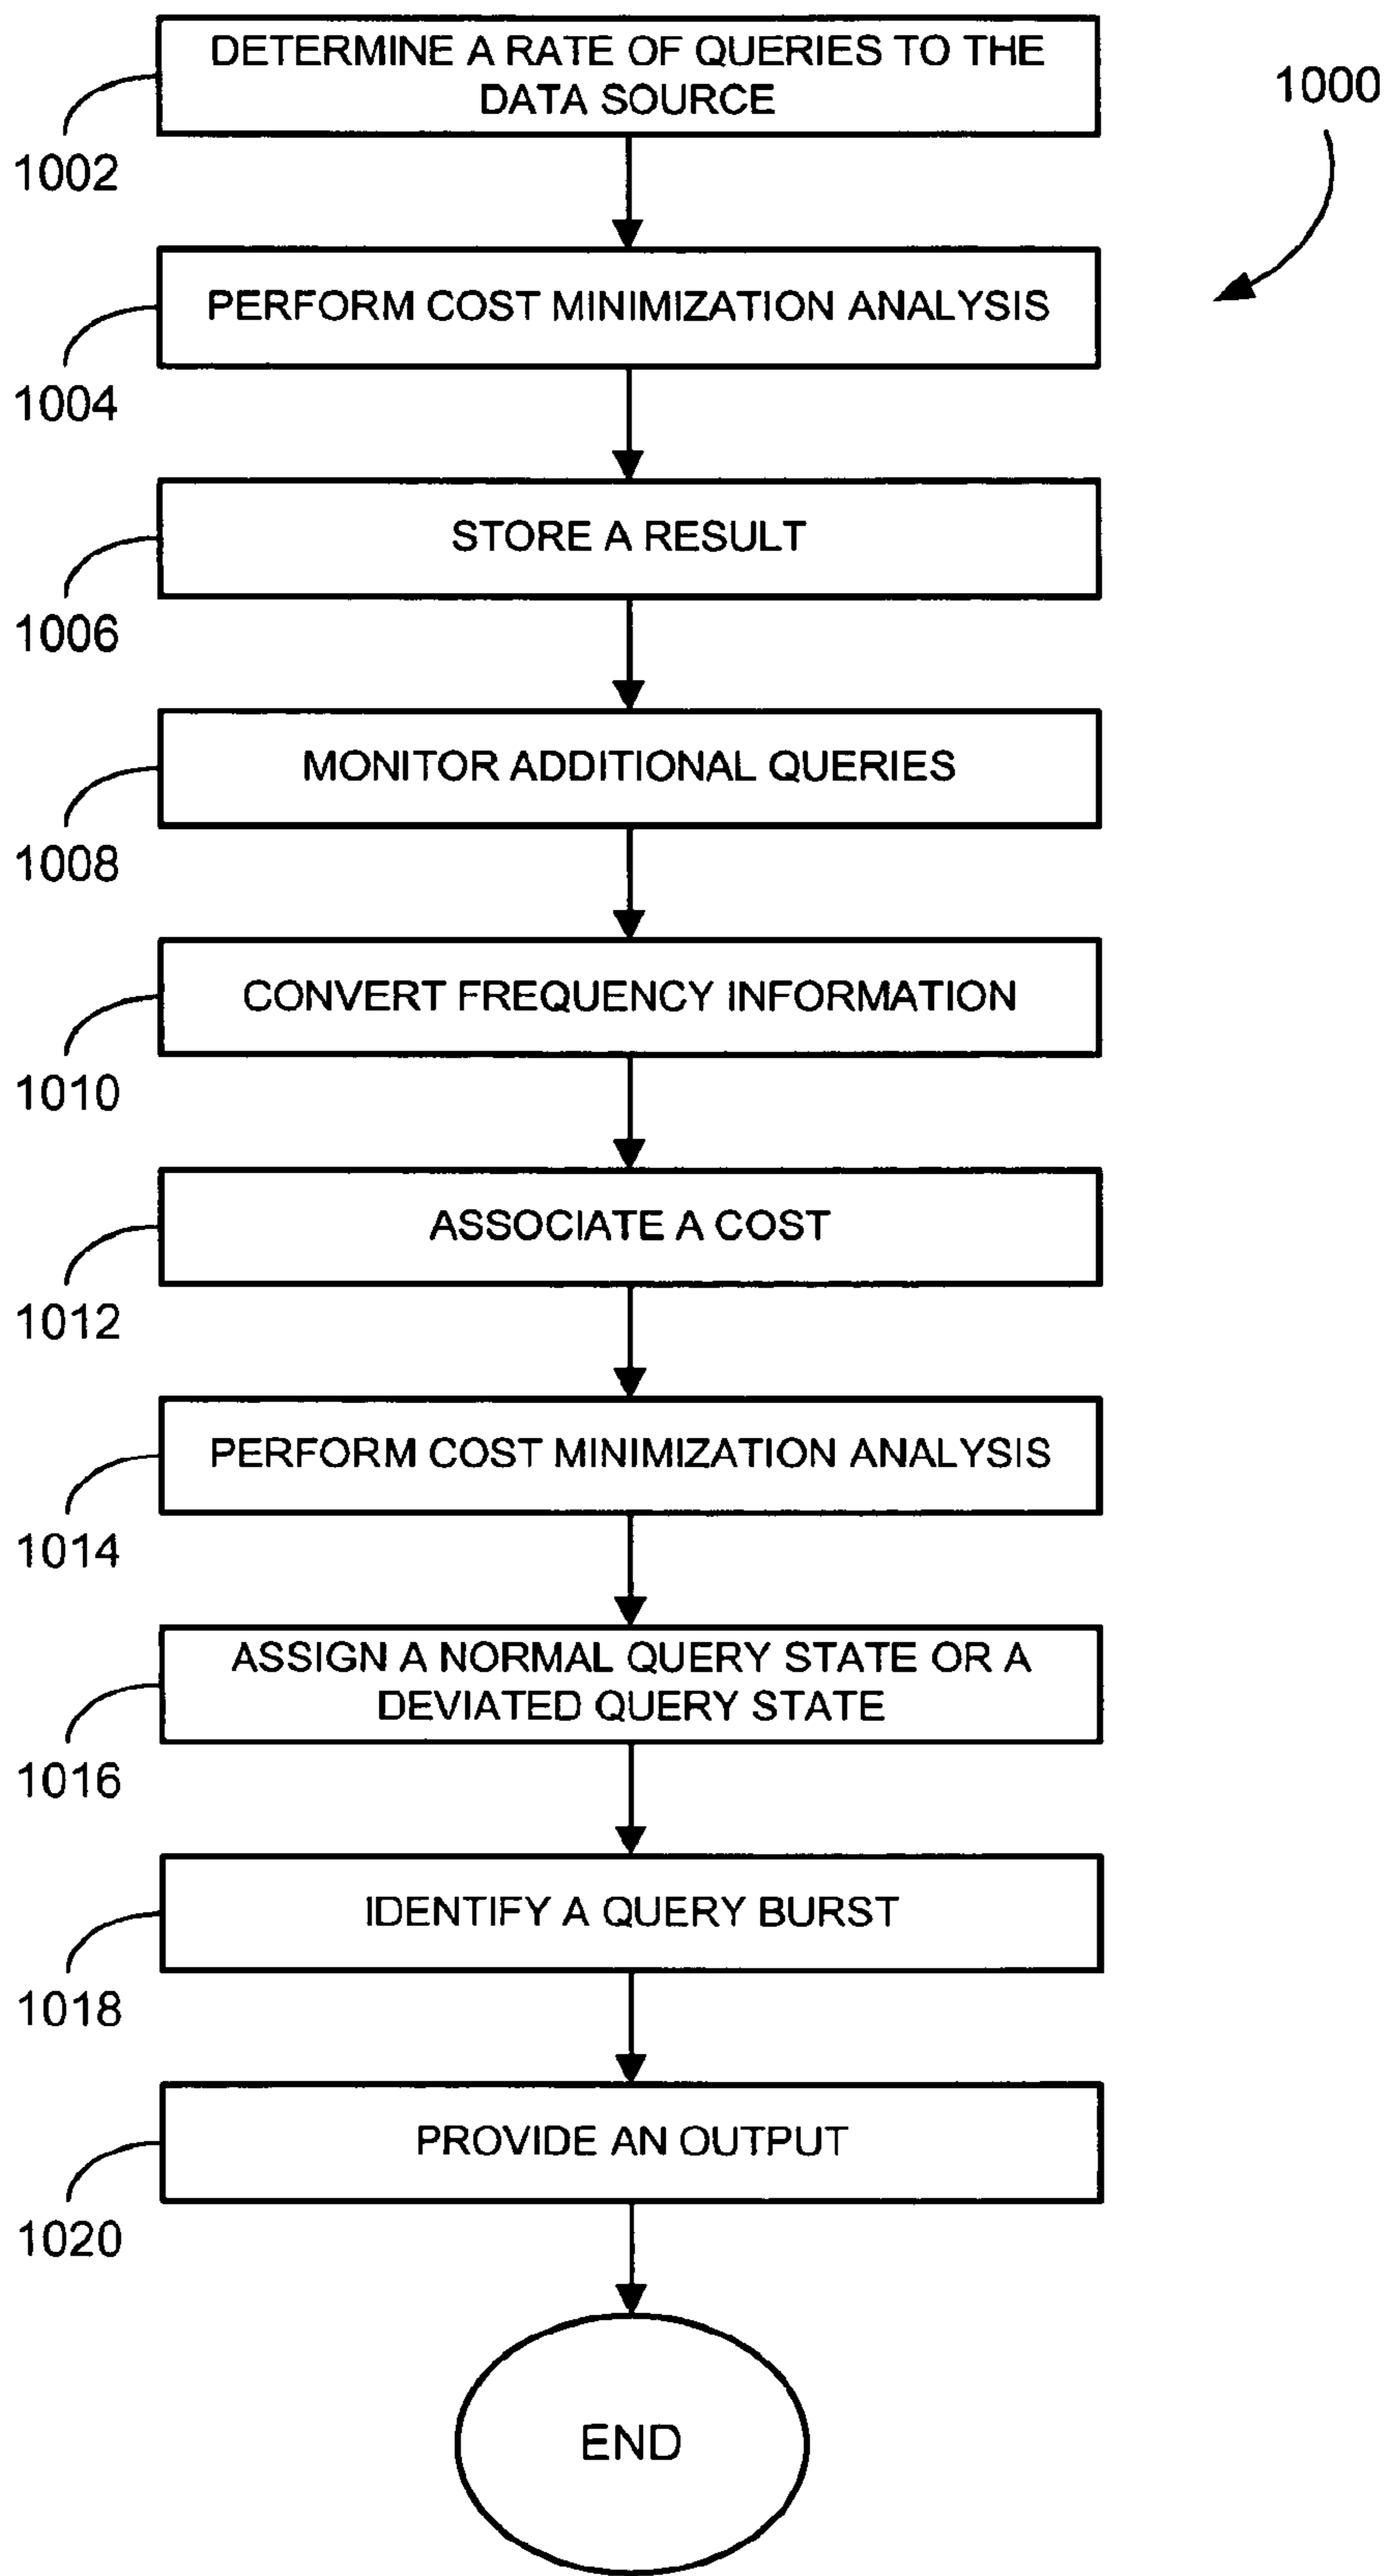 DETERMINE A RATE OF QUERIES TO THE
DATA SOURCE
1000
1002
PERFORM COST MINIMIZATION ANALYSIS
1004
STORE A RESULT
1006
MONITOR ADDITIONAL QUERIES
1008
CONVERT FREQUENCY INFORMATION
1010
ASSOCIATE A COST
1012
PERFORM COST MINIMIZATION ANALYSIS
1014
ASSIGN A NORMAL QUERY STATE OR A
DEVIATED QUERY STATE
1016
IDENTIFY A QUERY BURST
1018
PROVIDE AN OUTPUT
1020
END